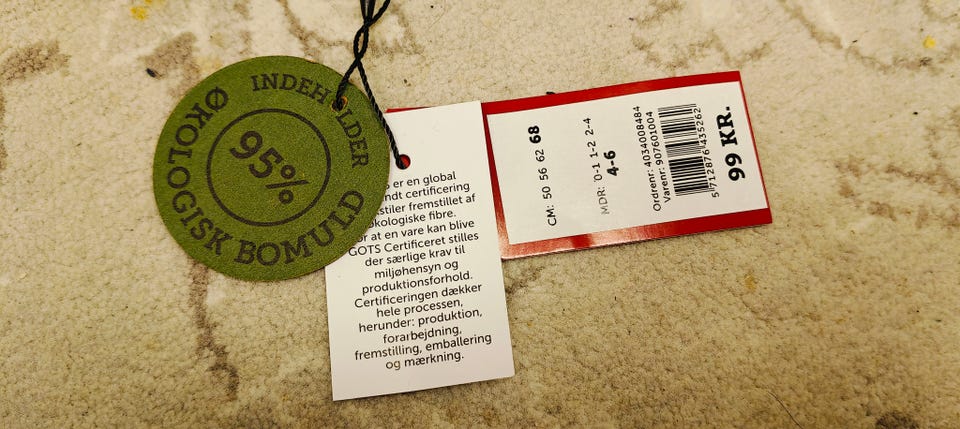 INDEHOLDER
95%
ØKOLOGISK BOMULD
er en global
certificering
fremstillet af
økologiske fibre.
at en vare kan blive
GOTS Certificeret stilles
der særlige krav til
miljøhensyn og
produktionsforhold.
Certificeringen dækker
hele processen,
herunder: produktion,
forarbejdning,
fremstilling, emballering
og mærkning.
CM: 50 56 62 68
MDR: 0-1 1-2 2-4
4-6
Ordrenr: 4034008484
Varenr: 907601004
5 712876 435262
99 KR.